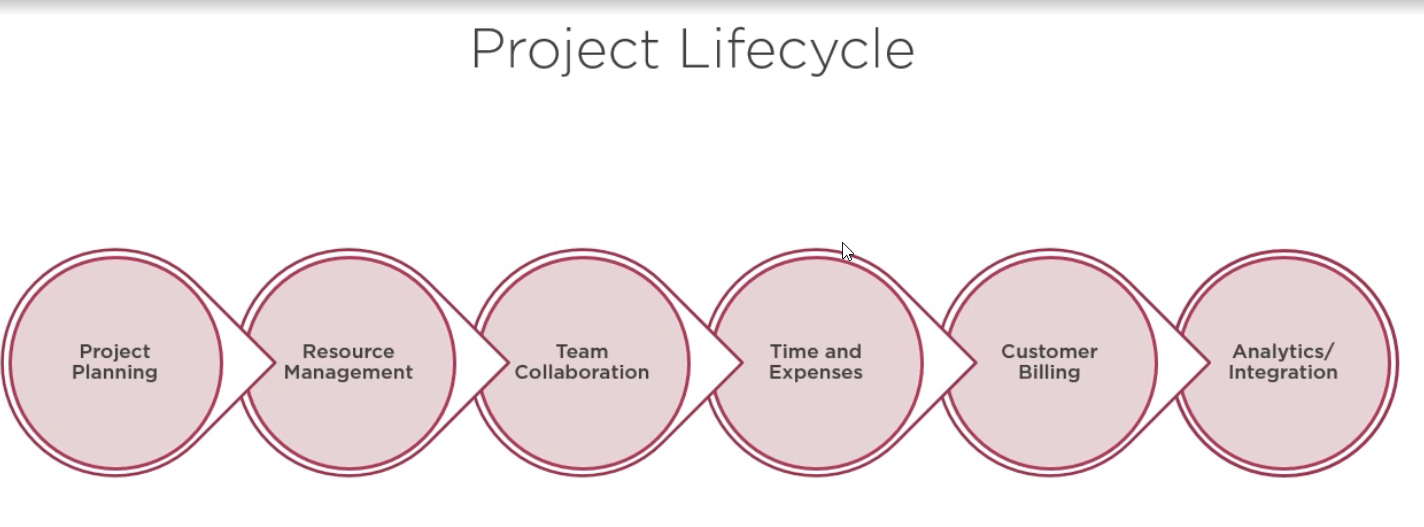 Project Lifecycle
Project
Planning
Resource
Management
Team
Collaboration
Time and
Expenses
Customer
Billing
Analytics/
Integration